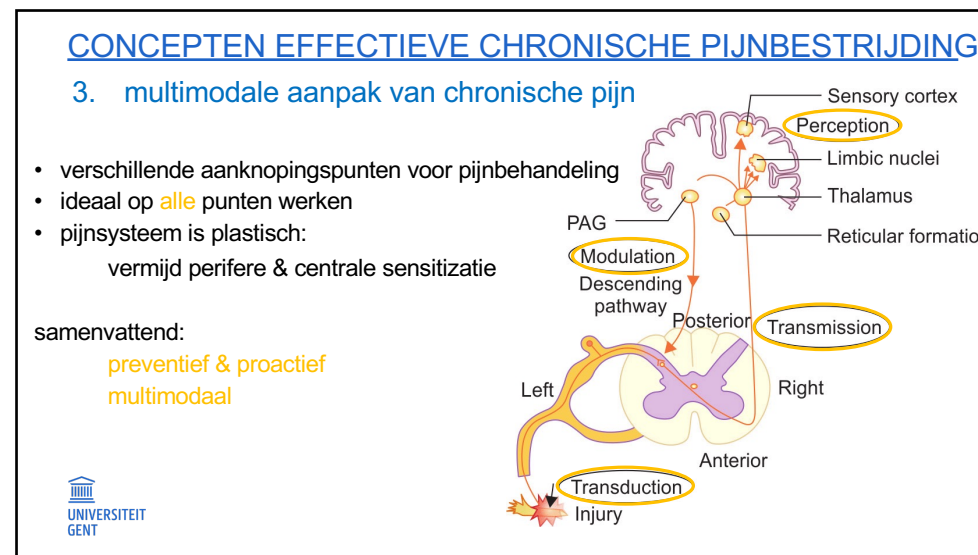 CONCEPTEN EFFECTIEVE CHRONISCHE PIJNBESTRIJDING
3. multimodale aanpak van chronische pijn
• verschillende aanknopingspunten voor pijnbehandeling
• ideaal op alle punten werken
• pijnsysteem is plastisch:
vermijd perifere & centrale sensitizatie
samenvattend:
preventief & proactief
multimodaal
Sensory cortex
Perception
Limbic nuclei
Thalamus
Reticular formatio
PAG
Modulation
Descending
pathway
Posterior
Transmission
Left
Right
Anterior
Transduction
Injury
UNIVERSITEIT
GENT